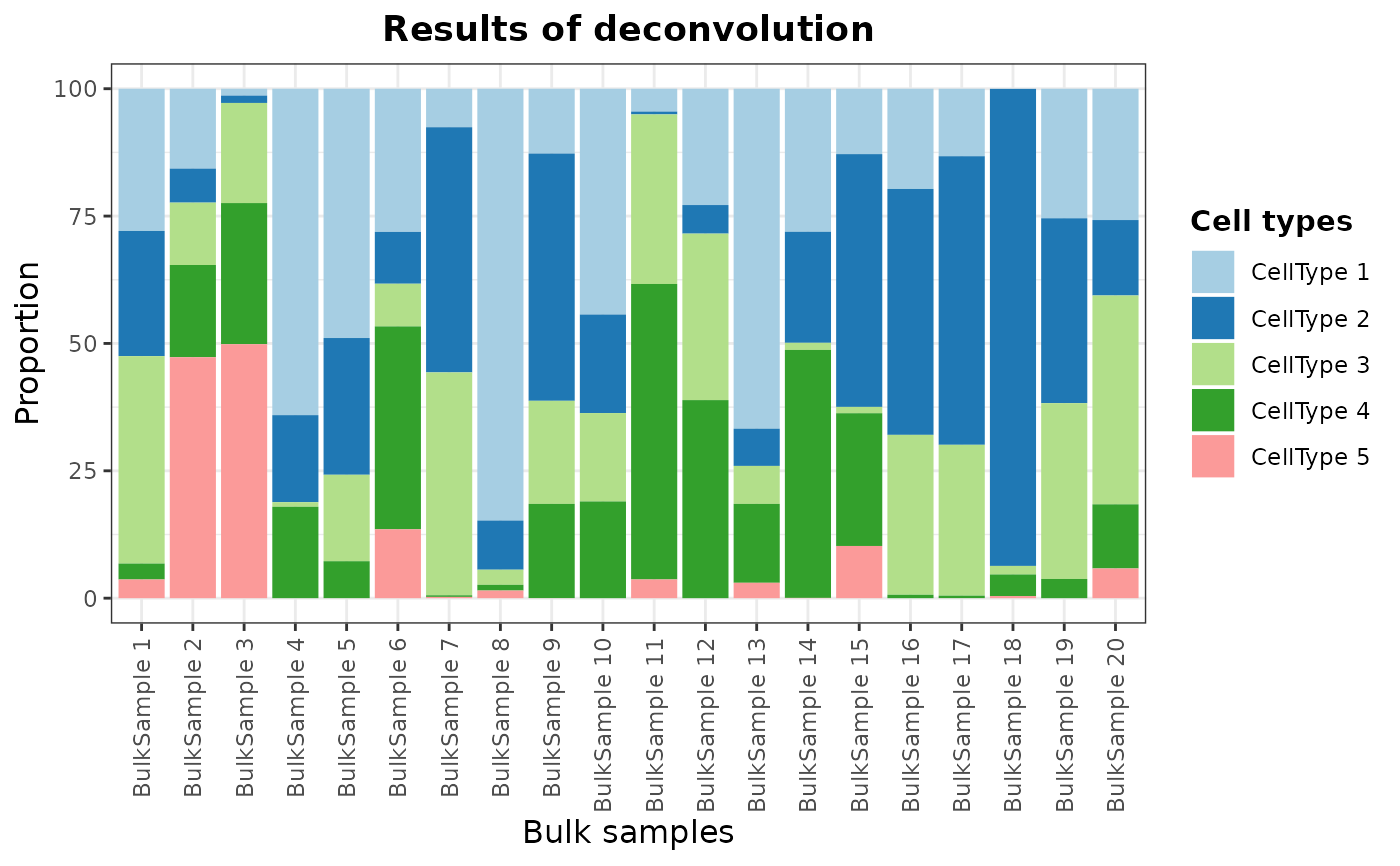 Results of deconvolution
Proportion
100
75
50
25
0
BulkSample 1
BulkSample 2
BulkSample 3
BulkSample 4
BulkSample 5
BulkSample 6
BulkSample 7
BulkSample 8
BulkSample 9
BulkSample 10
BulkSample 11
BulkSample 12
BulkSample 13
BulkSample 14
BulkSample 15
BulkSample 16
BulkSample 17
BulkSample 18
BulkSample 19
BulkSample 20
Bulk samples
Cell types
CellType 1
CellType 2
CellType 3
CellType 4
CellType 5